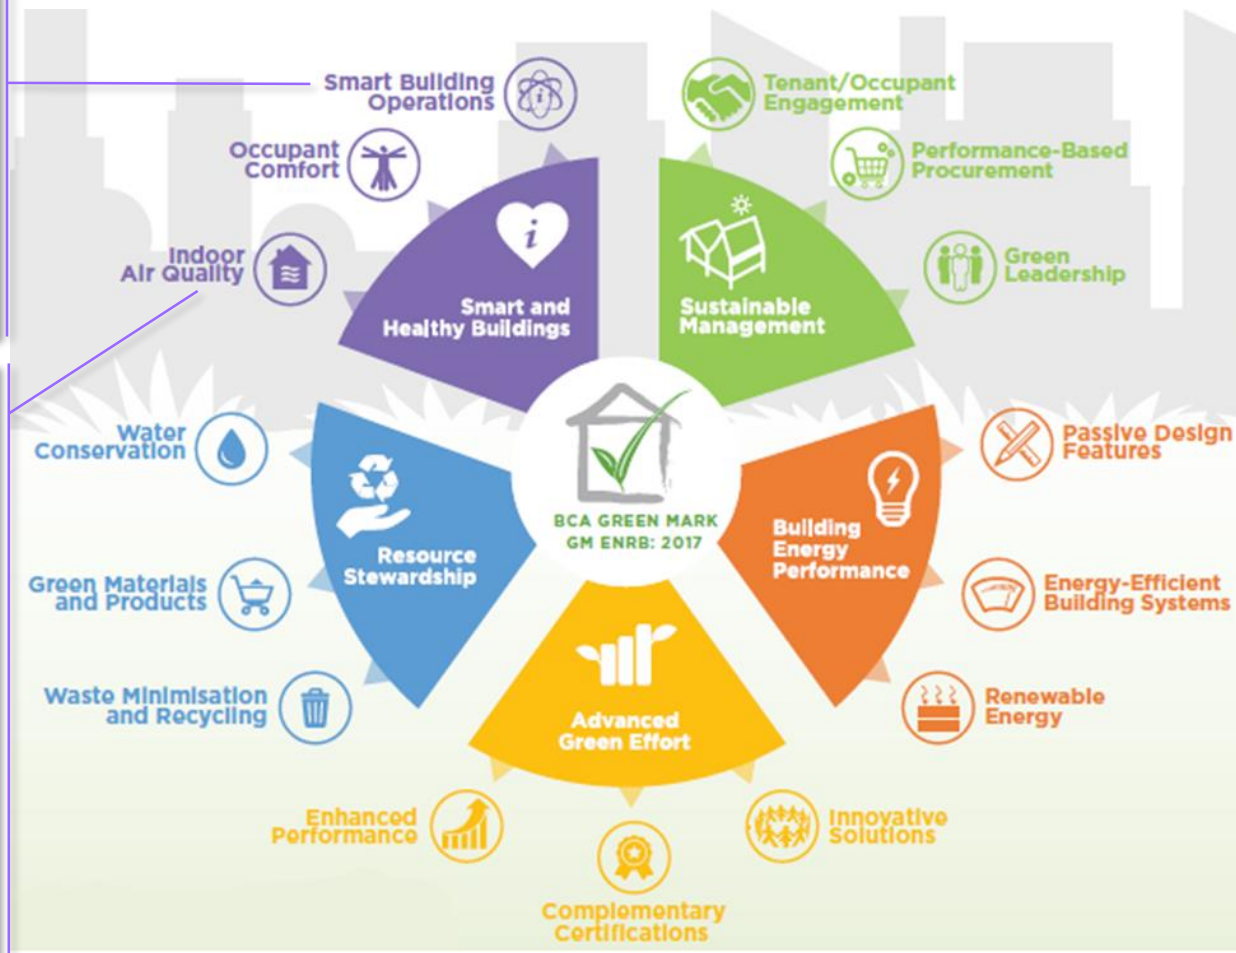 Smart Building
Operations
Tenant/Occupant
Engagement
Occupant
Comfort
Performance-Based
Procurement
Indoor
Air Quality
Green
Leadership
i
Smart and
Healthy Buildings
Sustainable
Management
Water
Conservation
Passive Design
Features
BCA GREEN MARK
GM ENRB: 2017
Resource
Stewardship
Building
Energy
Performance
Green Materials
and Products
Energy-Efficient
Building Systems
Waste Minimisation
and Recycling
Renewable
Energy
Advanced
Green Effort
Enhanced
Performance
Innovative
Solutions
Complementary
Certifications